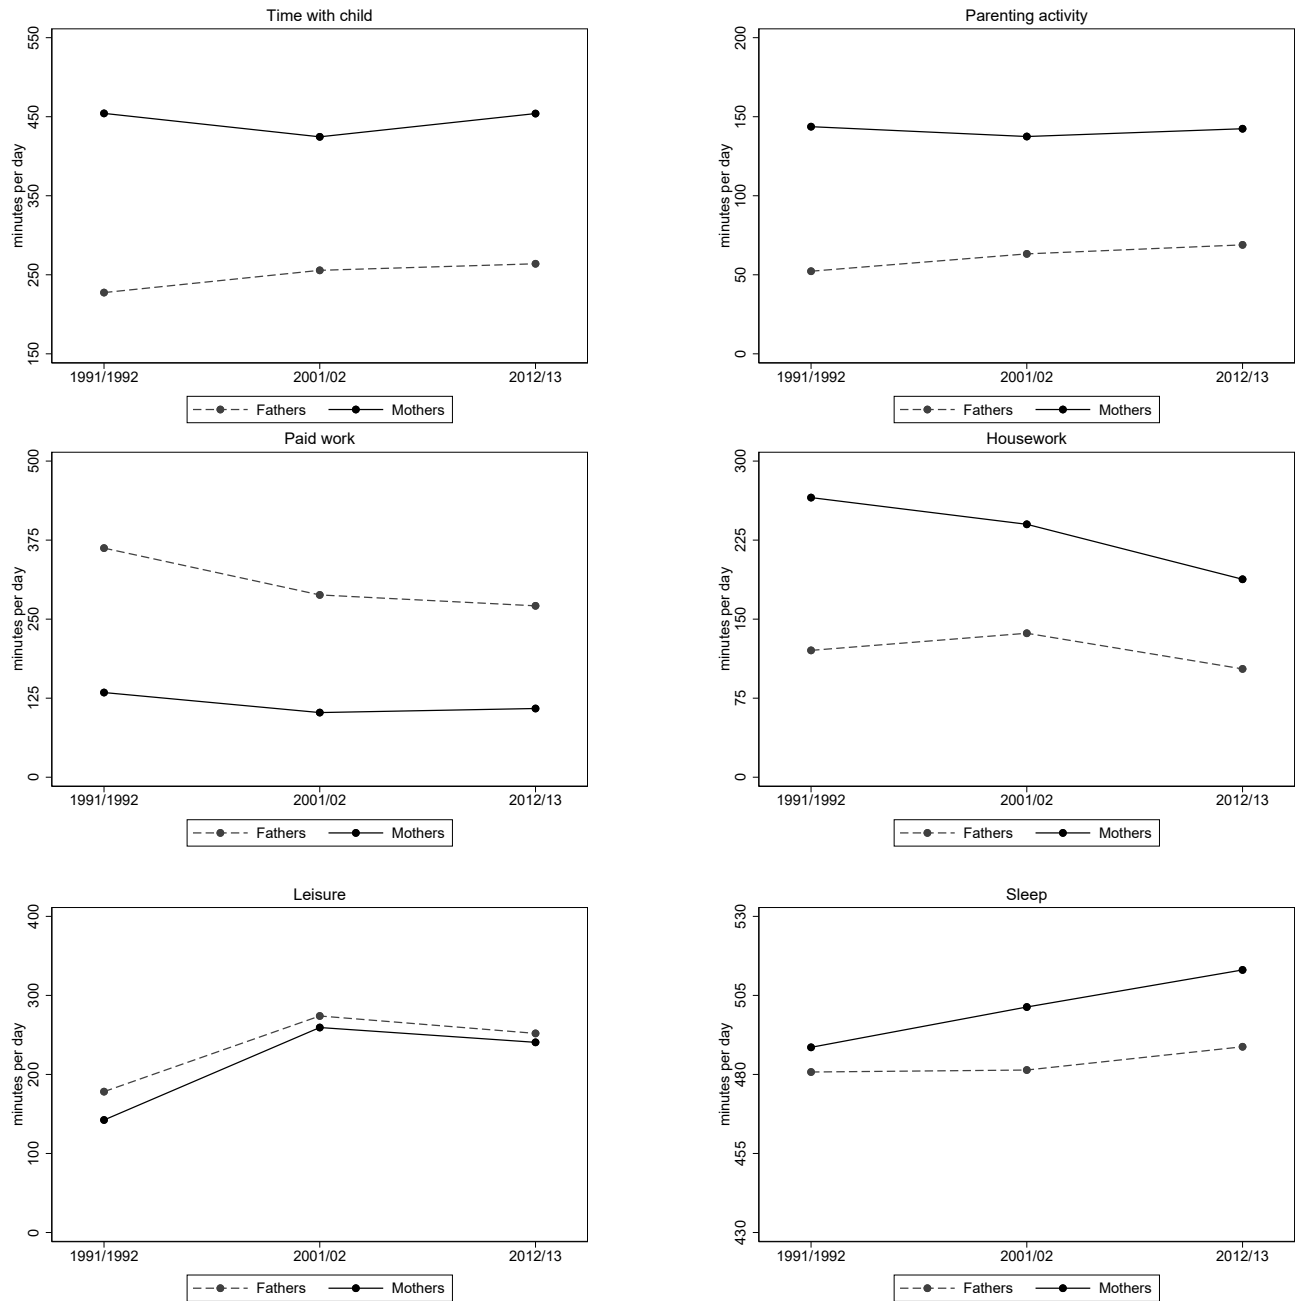 Time with child
550
450
350
250
150
minutes per day
1991/1992 2001/02 2012/13
Fathers Mothers
Parenting activity
200
150
100
50
0
minutes per day
1991/1992 2001/02 2012/13
Fathers Mothers
Paid work
500
375
250
125
0
minutes per day
1991/1992 2001/02 2012/13
Fathers Mothers
Housework
300
225
150
75
0
minutes per day
1991/1992 2001/02 2012/13
Fathers Mothers
Leisure
400
300
200
100
0
minutes per day
1991/1992 2001/02 2012/13
Fathers Mothers
Sleep
530
505
480
455
430
minutes per day
1991/1992 2001/02 2012/13
Fathers Mothers